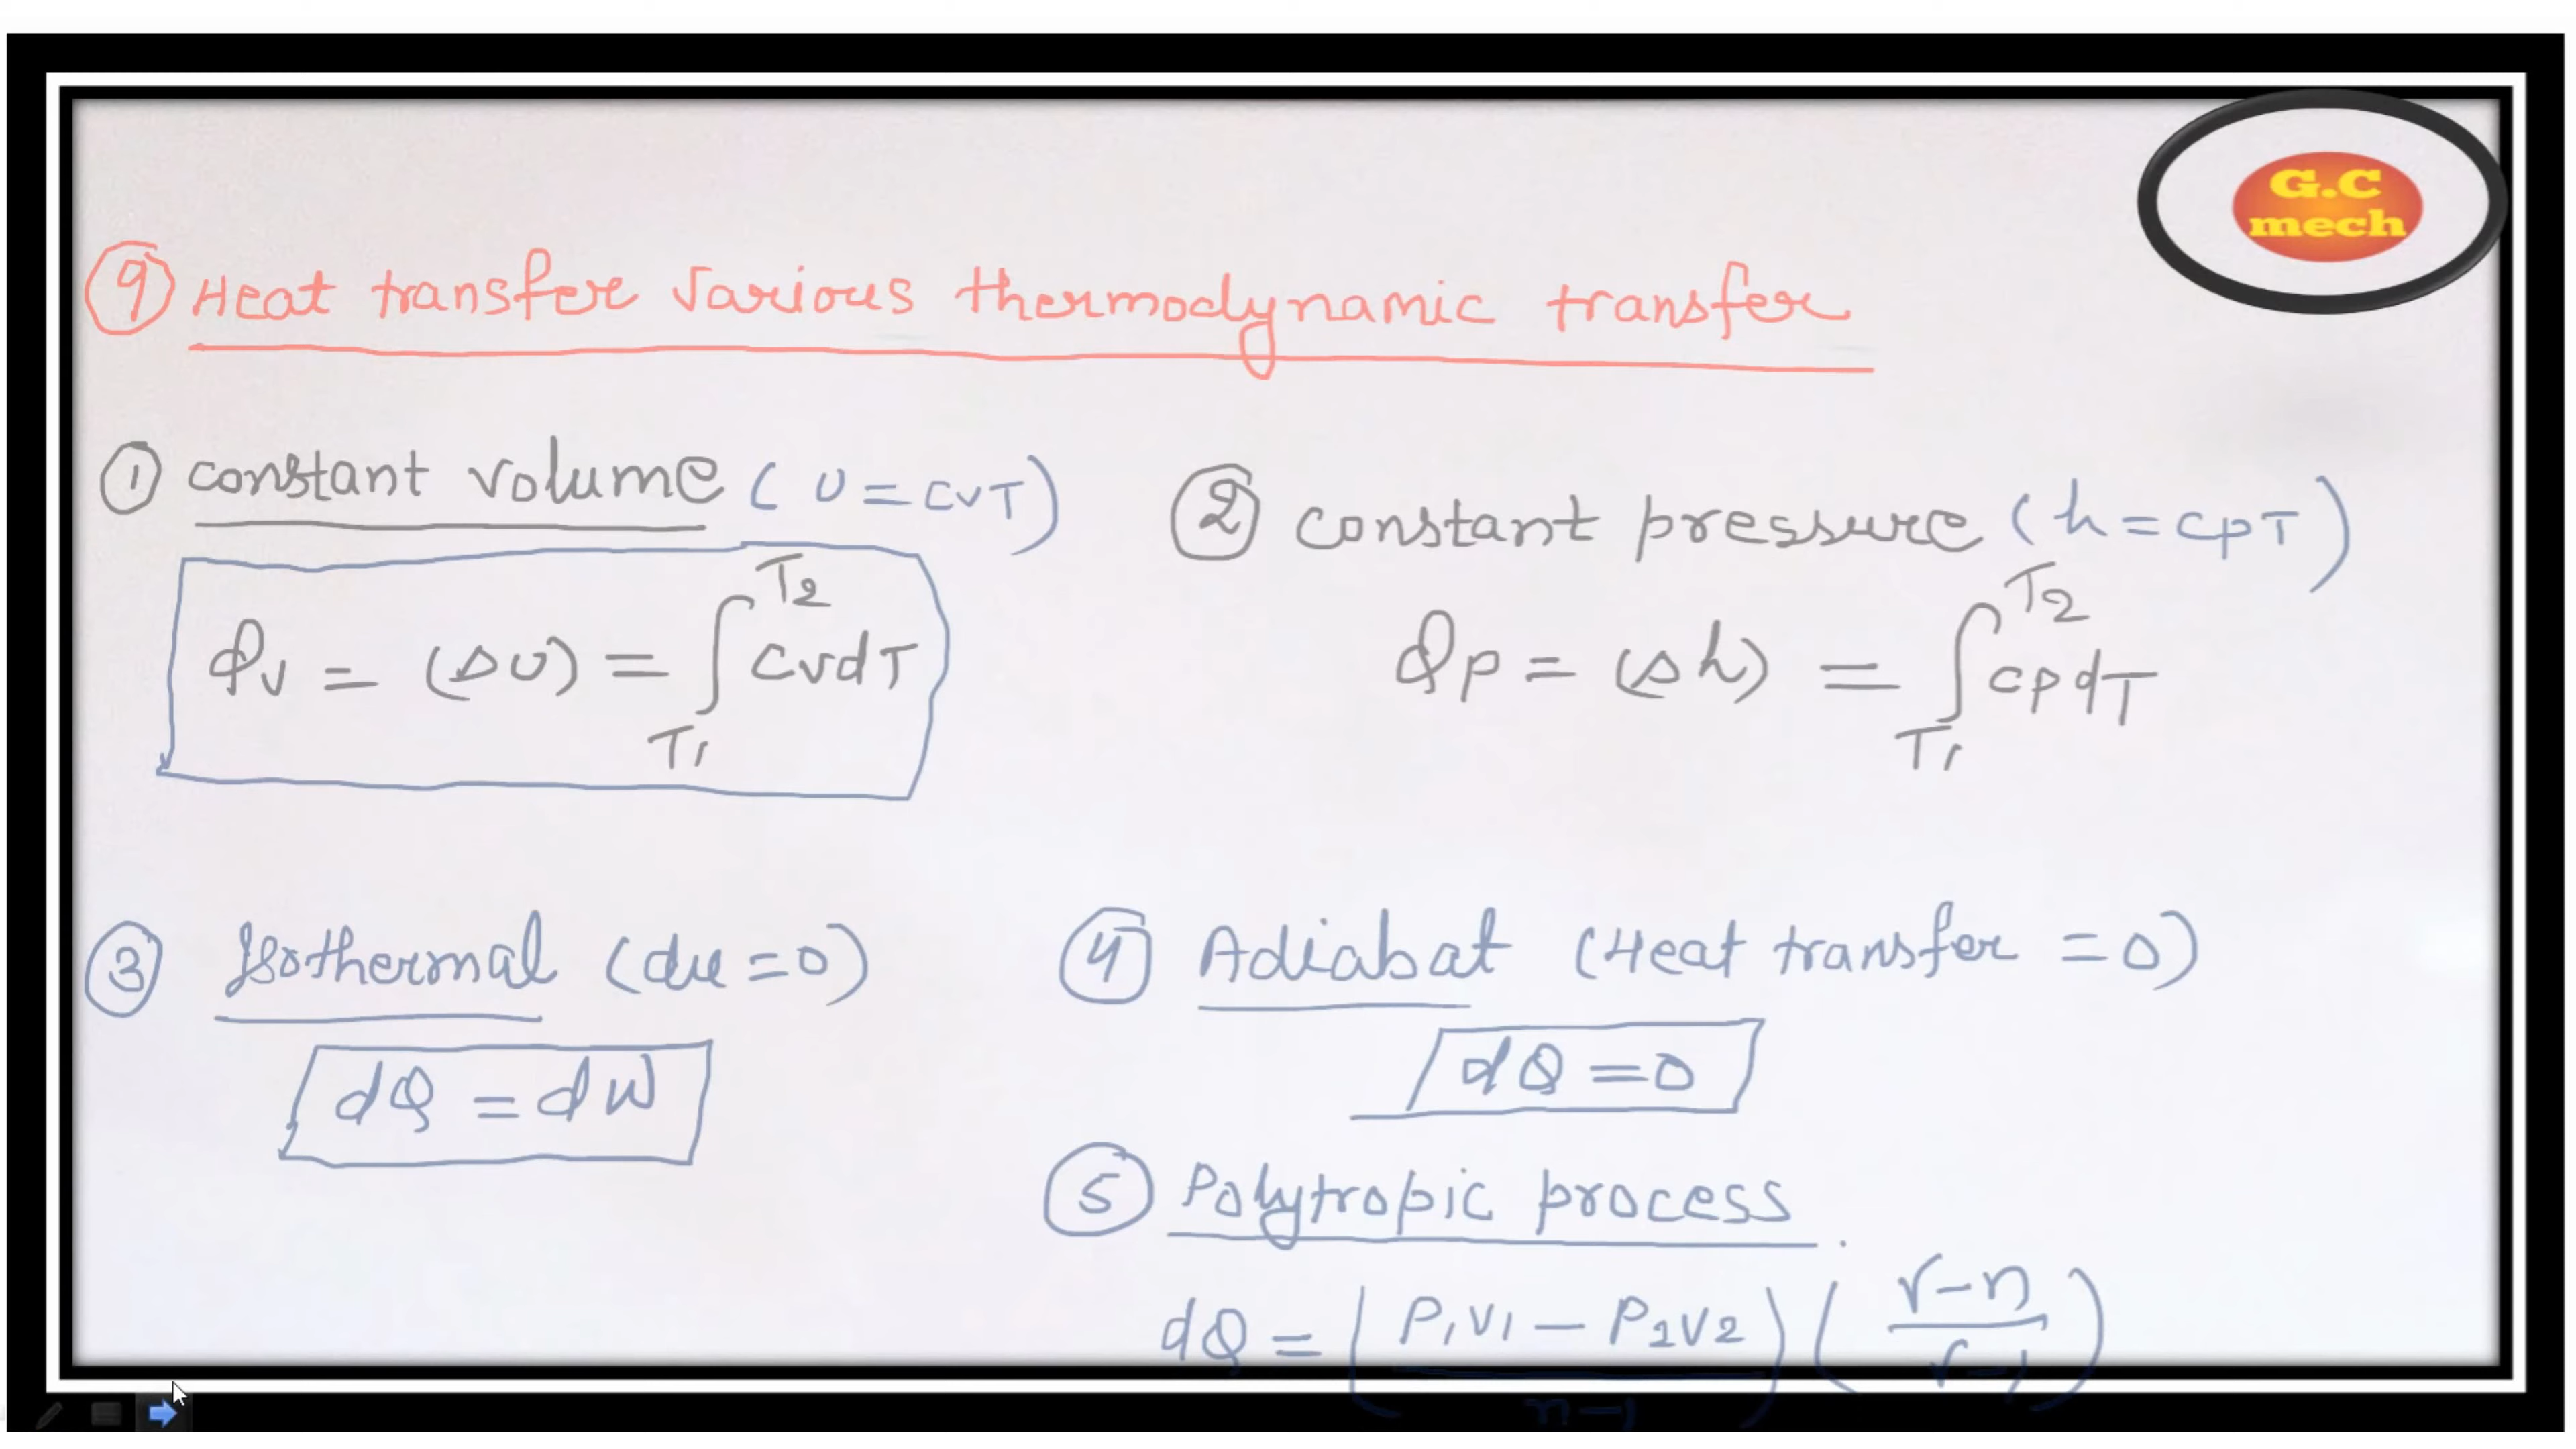 G.C
mech
9 Heat transfer various thermodynamic transfer
① constant volume (U = CVT)
Qv = (ΔU) = ∫ T1 T2 CvdT
② constant pressure (h = CPT)
Qp = (Δh) = ∫ T1 T2 CpdT
③ Isothermal (du = 0)
dQ = dW
④ Adiabat (Heat transfer = 0)
dQ = 0
⑤ Polytropic process
dQ = (P1V1 − P2V2 / n−1) (r−n / r−1)